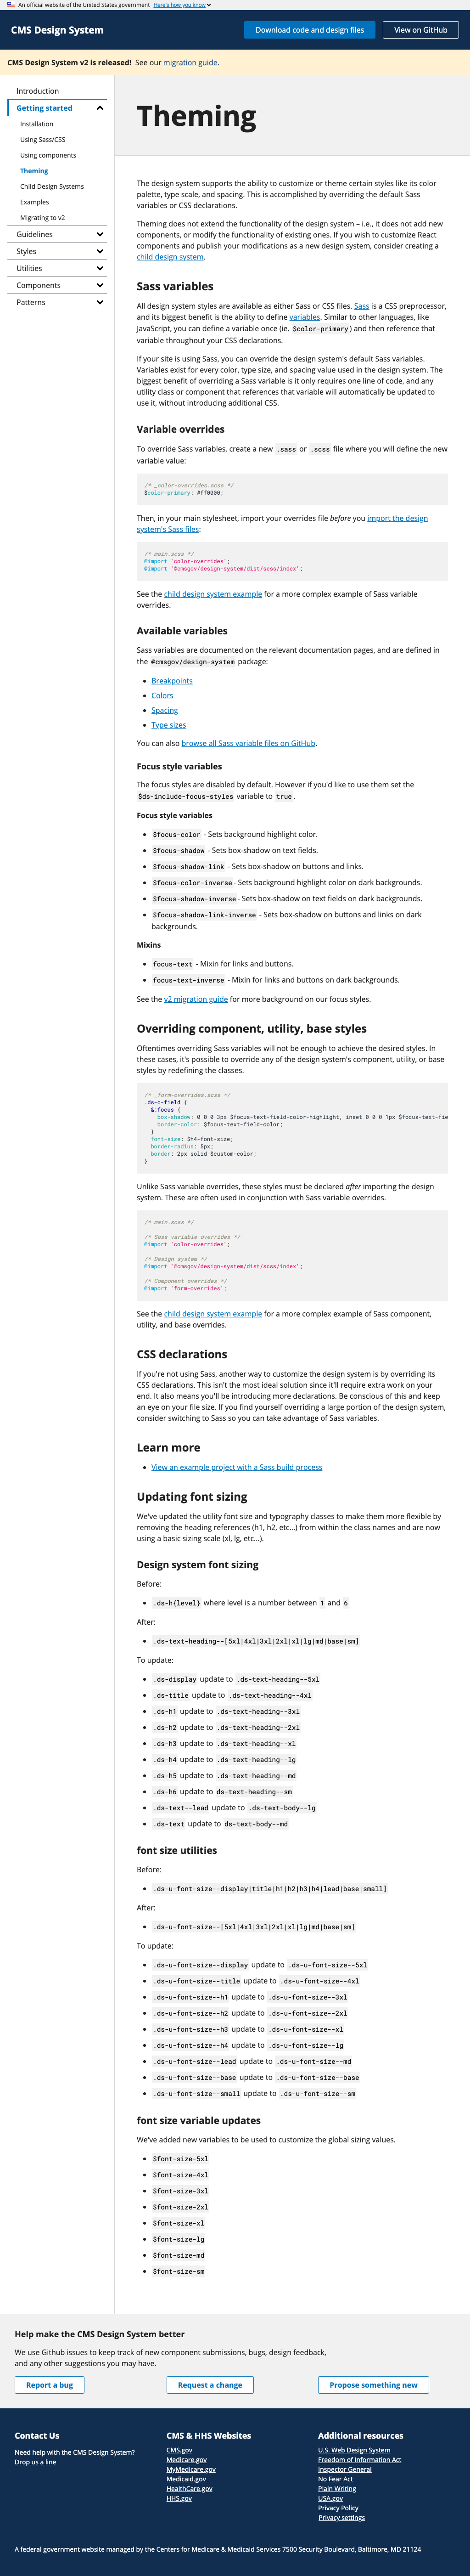 An official website of the United States government Here's how you know
CMS Design System
Download code and design files
View on GitHub
CMS Design System v2 is released! See our migration guide.
Introduction
Getting started
Installation
Using Sass/CSS
Using components
Theming
Child Design Systems
Examples
Migrating to v2
Guidelines
Styles
Utilities
Components
Patterns
Theming
The design system supports the ability to customize or theme certain styles like its color
palette, type scale, and spacing. This is accomplished by overriding the default Sass
variables or CSS declarations.
Theming does not extend the functionality of the design system – i.e., it does not add new
components, or modify the functionality of existing ones. If you wish to customize React
components and publish your modifications as a new design system, consider creating a
child design system.
Sass variables
All design system styles are available as either Sass or CSS files. Sass is a CSS preprocessor,
and its biggest benefit is the ability to define variables. Similar to other languages, like
JavaScript, you can define a variable once (ie. $color-primary) and then reference that
variable throughout your CSS declarations.
If your site is using Sass, you can override the design system's default Sass variables.
Variables exist for every color, type size, and spacing value used in the design system. The
biggest benefit of overriding a Sass variable is it only requires one line of code, and any
utility class or component that references that variable will automatically be updated to
use it, without introducing additional CSS.
Variable overrides
To override Sass variables, create a new .sass or .scss file where you will define the new
variable value:
/* _color-overrides.scss */
$color-primary: #ff0000;
Then, in your main stylesheet, import your overrides file before you import the design
system's Sass files:
/* main.scss */
@import 'color-overrides';
@import '@cmsgov/design-system/dist/scss/index';
See the child design system example for a more complex example of Sass variable
overrides.
Available variables
Sass variables are documented on the relevant documentation pages, and are defined in
the @cmsgov/design-system package:
Breakpoints
Colors
Spacing
Type sizes
You can also browse all Sass variable files on GitHub.
Focus style variables
The focus styles are disabled by default. However if you'd like to use them set the
$ds-include-focus-styles variable to true.
Focus style variables
$focus-color - Sets background highlight color.
$focus-shadow - Sets box-shadow on text fields.
$focus-shadow-link - Sets box-shadow on buttons and links.
$focus-color-inverse - Sets background highlight color on dark backgrounds.
$focus-shadow-inverse - Sets box-shadow on text fields on dark backgrounds.
$focus-shadow-link-inverse - Sets box-shadow on buttons and links on dark
backgrounds.
Mixins
focus-text - Mixin for links and buttons.
focus-text-inverse - Mixin for links and buttons on dark backgrounds.
See the v2 migration guide for more background on our focus styles.
Overriding component, utility, base styles
Oftentimes overriding Sass variables will not be enough to achieve the desired styles. In
these cases, it's possible to override any of the design system's component, utility, or base
styles by redefining the classes.
/* _form-overrides.scss */
.ds-c-field {
&:focus {
box-shadow: 0 0 0 3px $focus-text-field-color-highlight, inset 0 0 0 1px $focus-text-fie
border-color: $focus-text-field-color;
}
font-size: $h4-font-size;
border-radius: 5px;
border: 2px solid $custom-color;
}
Unlike Sass variable overrides, these styles must be declared after importing the design
system. These are often used in conjunction with Sass variable overrides.
/* main.scss */
/* Sass variable overrides */
@import 'color-overrides';
/* Design system */
@import '@cmsgov/design-system/dist/scss/index';
/* Component overrides */
@import 'form-overrides';
See the child design system example for a more complex example of Sass component,
utility, and base overrides.
CSS declarations
If you're not using Sass, another way to customize the design system is by overriding its
CSS declarations. This isn't the most ideal solution since it'll require extra work on your
end. It also means you'll be introducing more declarations. Be conscious of this and keep
an eye on your file size. If you find yourself overriding a large portion of the design system,
consider switching to Sass so you can take advantage of Sass variables.
Learn more
View an example project with a Sass build process
Updating font sizing
We've updated the utility font size and typography classes to make them more flexible by
removing the heading references (h1, h2, etc...) from within the class names and are now
using a basic sizing scale (xl, lg, etc...).
Design system font sizing
Before:
.ds-h{level} where level is a number between 1 and 6
After:
.ds-text-heading--[5xl|4xl|3xl|2xl|xl|lg|md|base|sm]
To update:
.ds-display update to .ds-text-heading--5xl
.ds-title update to .ds-text-heading--4xl
.ds-h1 update to .ds-text-heading--3xl
.ds-h2 update to .ds-text-heading--2xl
.ds-h3 update to .ds-text-heading--xl
.ds-h4 update to .ds-text-heading--lg
.ds-h5 update to .ds-text-heading--md
.ds-h6 update to ds-text-heading--sm
.ds-text--lead update to .ds-text-body--lg
.ds-text update to ds-text-body--md
font size utilities
Before:
.ds-u-font-size--display|title|h1|h2|h3|h4|lead|base|small]
After:
.ds-u-font-size--[5xl|4xl|3xl|2xl|xl|lg|md|base|sm]
To update:
.ds-u-font-size--display update to .ds-u-font-size--5xl
.ds-u-font-size--title update to .ds-u-font-size--4xl
.ds-u-font-size--h1 update to .ds-u-font-size--3xl
.ds-u-font-size--h2 update to .ds-u-font-size--2xl
.ds-u-font-size--h3 update to .ds-u-font-size--xl
.ds-u-font-size--h4 update to .ds-u-font-size--lg
.ds-u-font-size--lead update to .ds-u-font-size--md
.ds-u-font-size--base update to .ds-u-font-size--base
.ds-u-font-size--small update to .ds-u-font-size--sm
font size variable updates
We've added new variables to be used to customize the global sizing values.
$font-size-5xl
$font-size-4xl
$font-size-3xl
$font-size-2xl
$font-size-xl
$font-size-lg
$font-size-md
$font-size-sm
Help make the CMS Design System better
We use Github issues to keep track of new component submissions, bugs, design feedback,
and any other suggestions you may have.
Report a bug
Request a change
Propose something new
Contact Us
Need help with the CMS Design System?
Drop us a line
CMS & HHS Websites
CMS.gov
Medicare.gov
MyMedicare.gov
Medicaid.gov
HealthCare.gov
HHS.gov
Additional resources
U.S. Web Design System
Freedom of Information Act
Inspector General
No Fear Act
Plain Writing
USA.gov
Privacy Policy
Privacy settings
A federal government website managed by the Centers for Medicare & Medicaid Services 7500 Security Boulevard, Baltimore, MD 21124